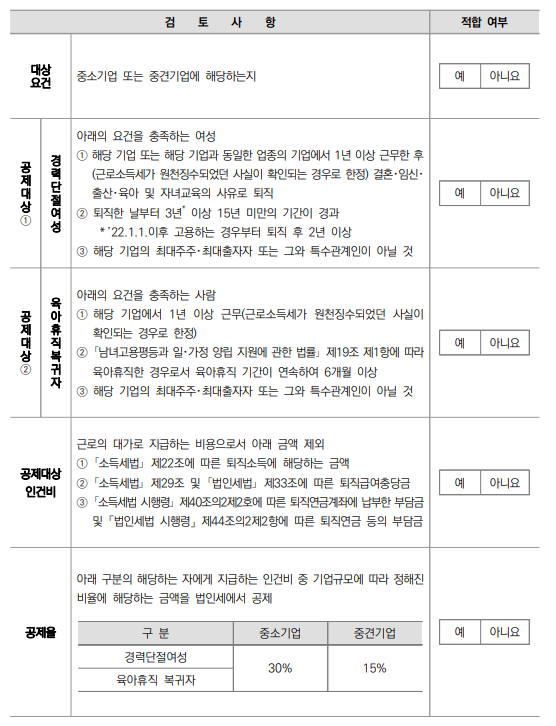 검 토 사 항 적합 여부
대상
요건
중소기업 또는 중견기업에 해당하는지
예 아니요
공제대상①
경력단절여성
아래의 요건을 충족하는 여성
① 해당 기업 또는 해당 기업과 동일한 업종의 기업에서 1년 이상 근무한 후
(근로소득세가 원천징수되었던 사실이 확인되는 경우로 한정) 결혼·임신·
출산·육아 및 자녀교육의 사유로 퇴직
② 퇴직한 날부터 3년* 이상 15년 미만의 기간이 경과
* ’22.1.1.이후 고용하는 경우부터 퇴직 후 2년 이상
③ 해당 기업의 최대주주·최대출자자 또는 그와 특수관계인이 아닐 것
예 아니요
공제대상②
육아휴직복귀자
아래의 요건을 충족하는 사람
① 해당 기업에서 1년 이상 근무(근로소득세가 원천징수되었던 사실이
확인되는 경우로 한정)
② 「남녀고용평등과 일·가정 양립 지원에 관한 법률」 제19조 제1항에 따라
육아휴직한 경우로서 육아휴직 기간이 연속하여 6개월 이상
③ 해당 기업의 최대주주·최대출자자 또는 그와 특수관계인이 아닐 것
예 아니요
공제대상
인건비
근로의 대가로 지급하는 비용으로서 아래 금액 제외
① 「소득세법」 제22조에 따른 퇴직소득에 해당하는 금액
② 「소득세법」 제29조 및 「법인세법」 제33조에 따른 퇴직급여충당금
③ 「소득세법 시행령」 제40조의2제2호에 따른 퇴직연금계좌에 납부한 부담금
및 「법인세법 시행령」 제44조의2제2항에 따른 퇴직연금 등의 부담금
예 아니요
공제율
아래 구분의 해당하는 자에게 지급하는 인건비 중 기업규모에 따라 정해진
비율에 해당하는 금액을 법인세에서 공제
구 분 중소기업 중견기업
경력단절여성
30% 15%
육아휴직 복귀자
예 아니요